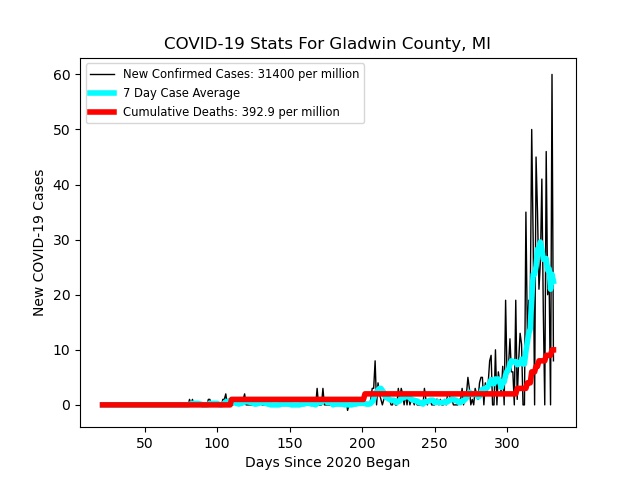 COVID-19 Stats For Gladwin County, MI
New Confirmed Cases: 31400 per million
7 Day Case Average
Cumulative Deaths: 392.9 per million
New COVID-19 Cases
60
50
40
30
20
10
0
50 100 150 200 250 300
Days Since 2020 Began